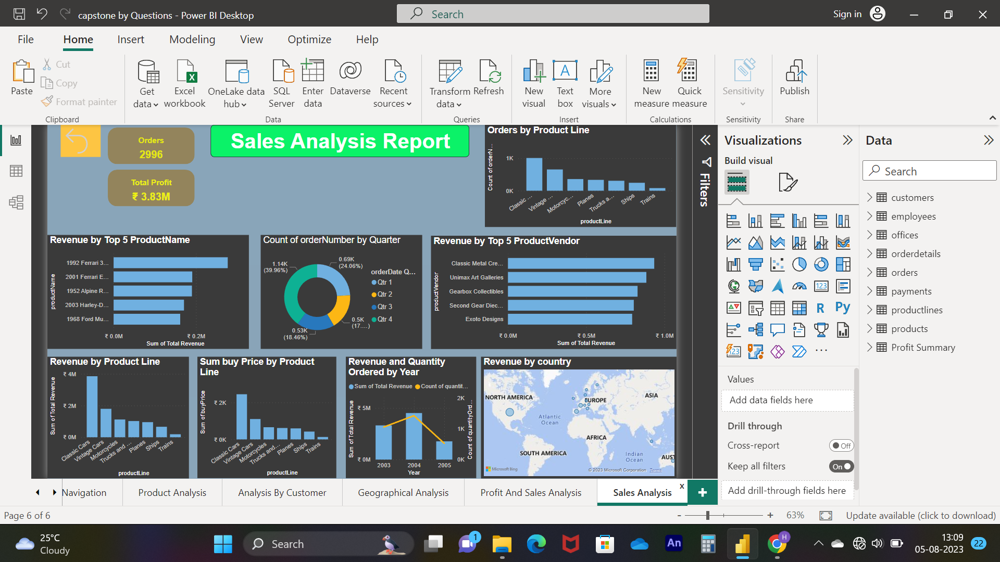 capstone by Questions - Power BI Desktop
Search
Sign in
File
Home
Insert
Modeling
View
Optimize
Help
Paste
Cut
Copy
Format painter
Clipboard
Get data
Excel workbook
OneLake data hub
SQL Server
Enter data
Dataverse
Recent sources
Data
Transform data
Refresh
Queries
New visual
Text box
More visuals
Insert
New measure
Quick measure
Calculations
Sensitivity
Sensitivity
Publish
Share
Orders
2996
Total Profit
₹ 3.83M
Sales Analysis Report
Orders by Product Line
Count of orderN...
1K
0K
Classic ...
Vintage ...
Motorcyc...
Planes
Trucks a...
Ships
Trains
productLine
Revenue by Top 5 ProductName
productName
1992 Ferrari 3...
2001 Ferrari E...
1952 Alpine R...
2003 Harley-D...
1968 Ford Mu...
₹ 0.0M
₹ 0.2M
Sum of Total Revenue
Count of orderNumber by Quarter
1.14K
(39.96%)
0.69K
(24.06%)
0.5K
(17....)
0.53K
(18.46%)
orderDate Q...
Qtr 1
Qtr 2
Qtr 3
Qtr 4
Revenue by Top 5 ProductVendor
productVendor
Classic Metal Cre...
Unimax Art Galleries
Gearbox Collectibles
Second Gear Diec...
Exoto Designs
₹ 0.0M
₹ 0.5M
₹ 1.0M
Sum of Total Revenue
Revenue by Product Line
Sum of Total Revenue
₹ 4M
₹ 2M
₹ 0M
Classic Cars
Vintage Cars
Motorcycles
Trucks and ...
Planes
Ships
Trains
productLine
Sum buy Price by Product
Line
Sum of buyPrice
₹ 2K
₹ 0K
Classic Cars
Vintage Cars
Motorcycles
Trucks and...
Planes
Ships
Trains
productLine
Revenue and Quantity
Ordered by Year
Sum of Total Revenue
Count of quantit...
Sum of Total Revenue
₹ 5M
₹ 0M
2K
1K
0K
Count of quantityOrd...
2003
2004
2005
Year
Revenue by country
NORTH AMERICA
EUROPE
ASIA
Atlantic
Ocean
AFRICA
SOUTH AMERICA
Indian
Ocean
AUST
Microsoft Bing
© 2023 Microsoft Corporation
Terms
Filters
Visualizations
Build visual
123
R
Py
123
Values
Add data fields here
Drill through
Cross-report
Off
Keep all filters
On
Add drill-through fields here
Data
Search
customers
employees
offices
orderdetails
orders
payments
productlines
products
Profit Summary
Navigation
Product Analysis
Analysis By Customer
Geographical Analysis
Profit And Sales Analysis
Sales Analysis
x
+
Page 6 of 6
-
+
63%
Update available (click to download)
25°C
Cloudy
Search
1
An
H
13:09
05-08-2023
22